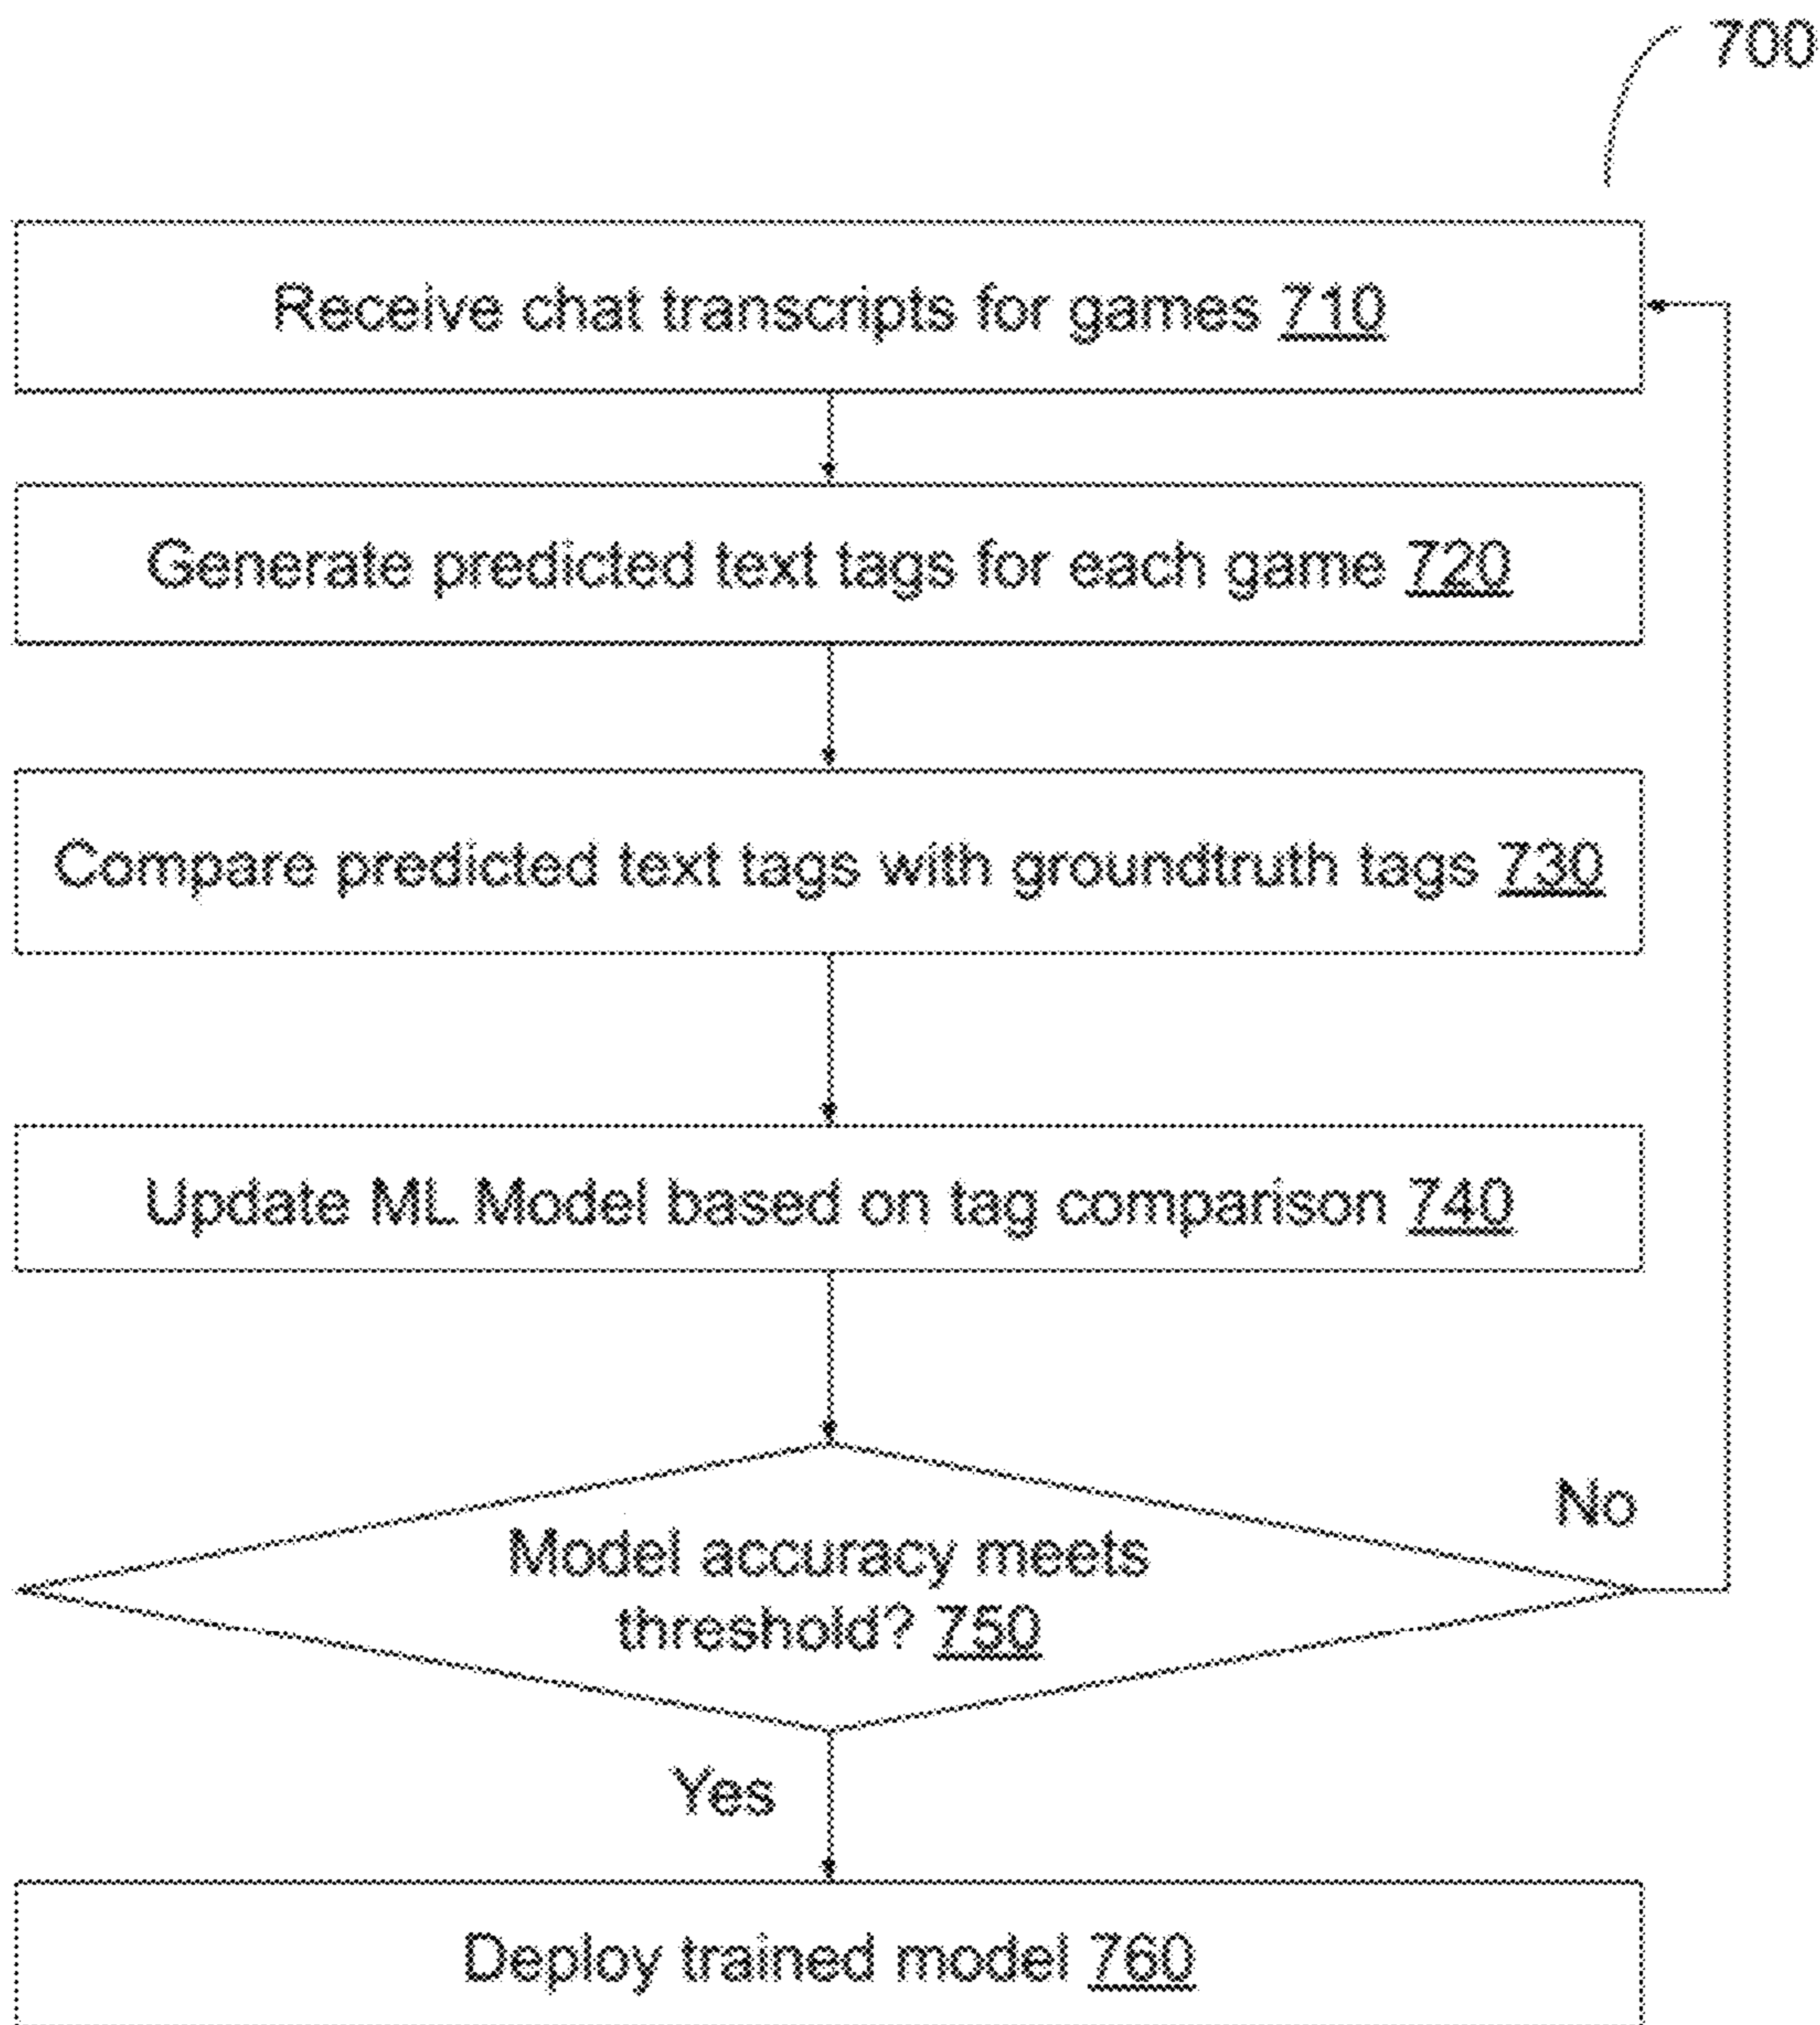 700
Receive chat transcripts for games 710
Generate predicted text tags for each game 720
Compare predicted text tags with groundtruth tags 730
Update ML Model based on tag comparison 740
No
Model accuracy meets
threshold? 750
Yes
Deploy trained model 760